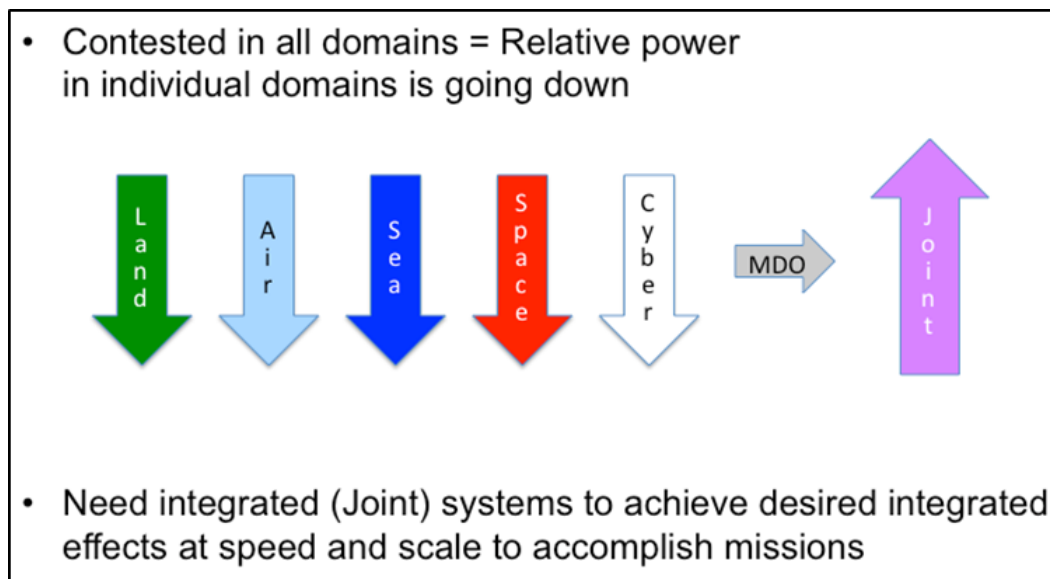 • Contested in all domains = Relative power
in individual domains is going down
Land
Air
Sea
Space
Cyber
MDO
Joint
• Need integrated (Joint) systems to achieve desired integrated
effects at speed and scale to accomplish missions